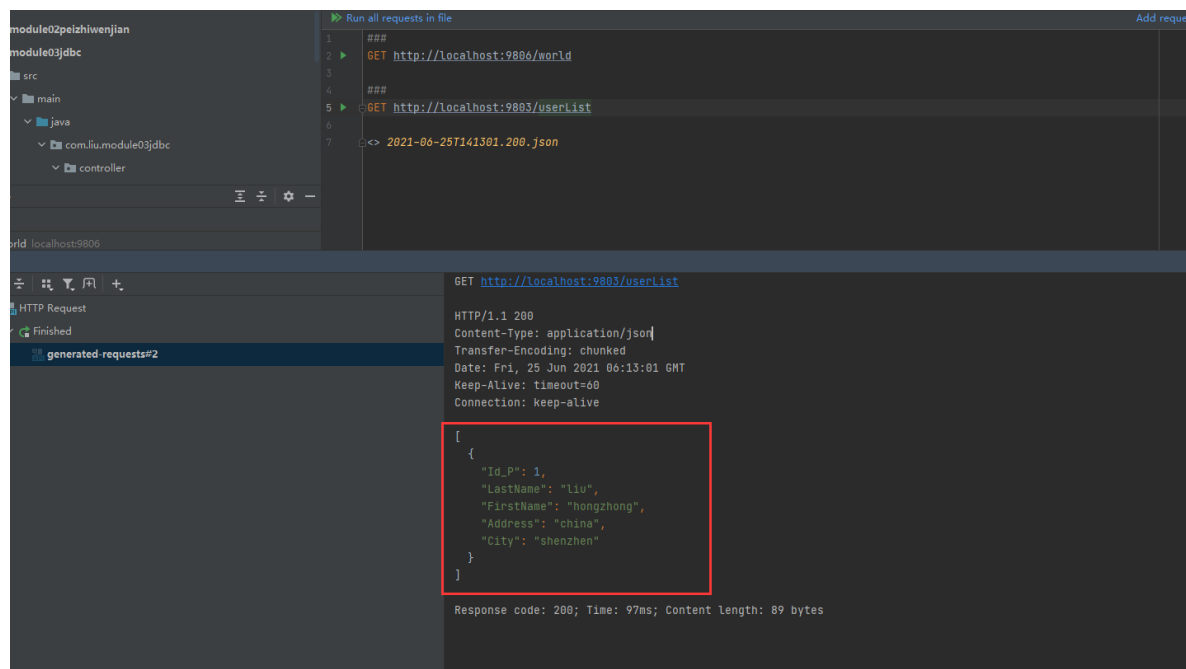 module02peizhiwenjian
module03jdbc
src
main
java
com.liu.module03jdbc
controller
orld localhost:9806
Run all requests in file
Add reque
1 ###
2 GET http://localhost:9806/world
3
4 ###
5 GET http://localhost:9803/userList
6
7 <> 2021-06-25T141301.200.json
HTTP Request
Finished
generated-requests#2
GET http://localhost:9803/userList
HTTP/1.1 200
Content-Type: application/json
Transfer-Encoding: chunked
Date: Fri, 25 Jun 2021 06:13:01 GMT
Keep-Alive: timeout=60
Connection: keep-alive
[
{
"Id_P": 1,
"LastName": "liu",
"FirstName": "hongzhong",
"Address": "china",
"City": "shenzhen"
}
]
Response code: 200; Time: 97ms; Content length: 89 bytes